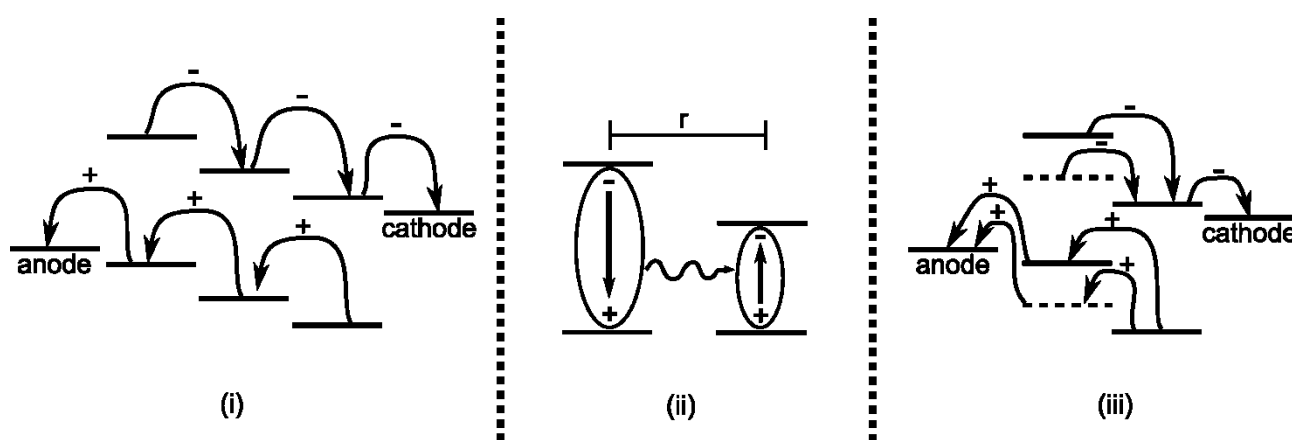 - - -
+ + +
anode
cathode
(i)
r
-
+
-
+
(ii)
-
-
-
+
+
+
+
anode
cathode
(iii)